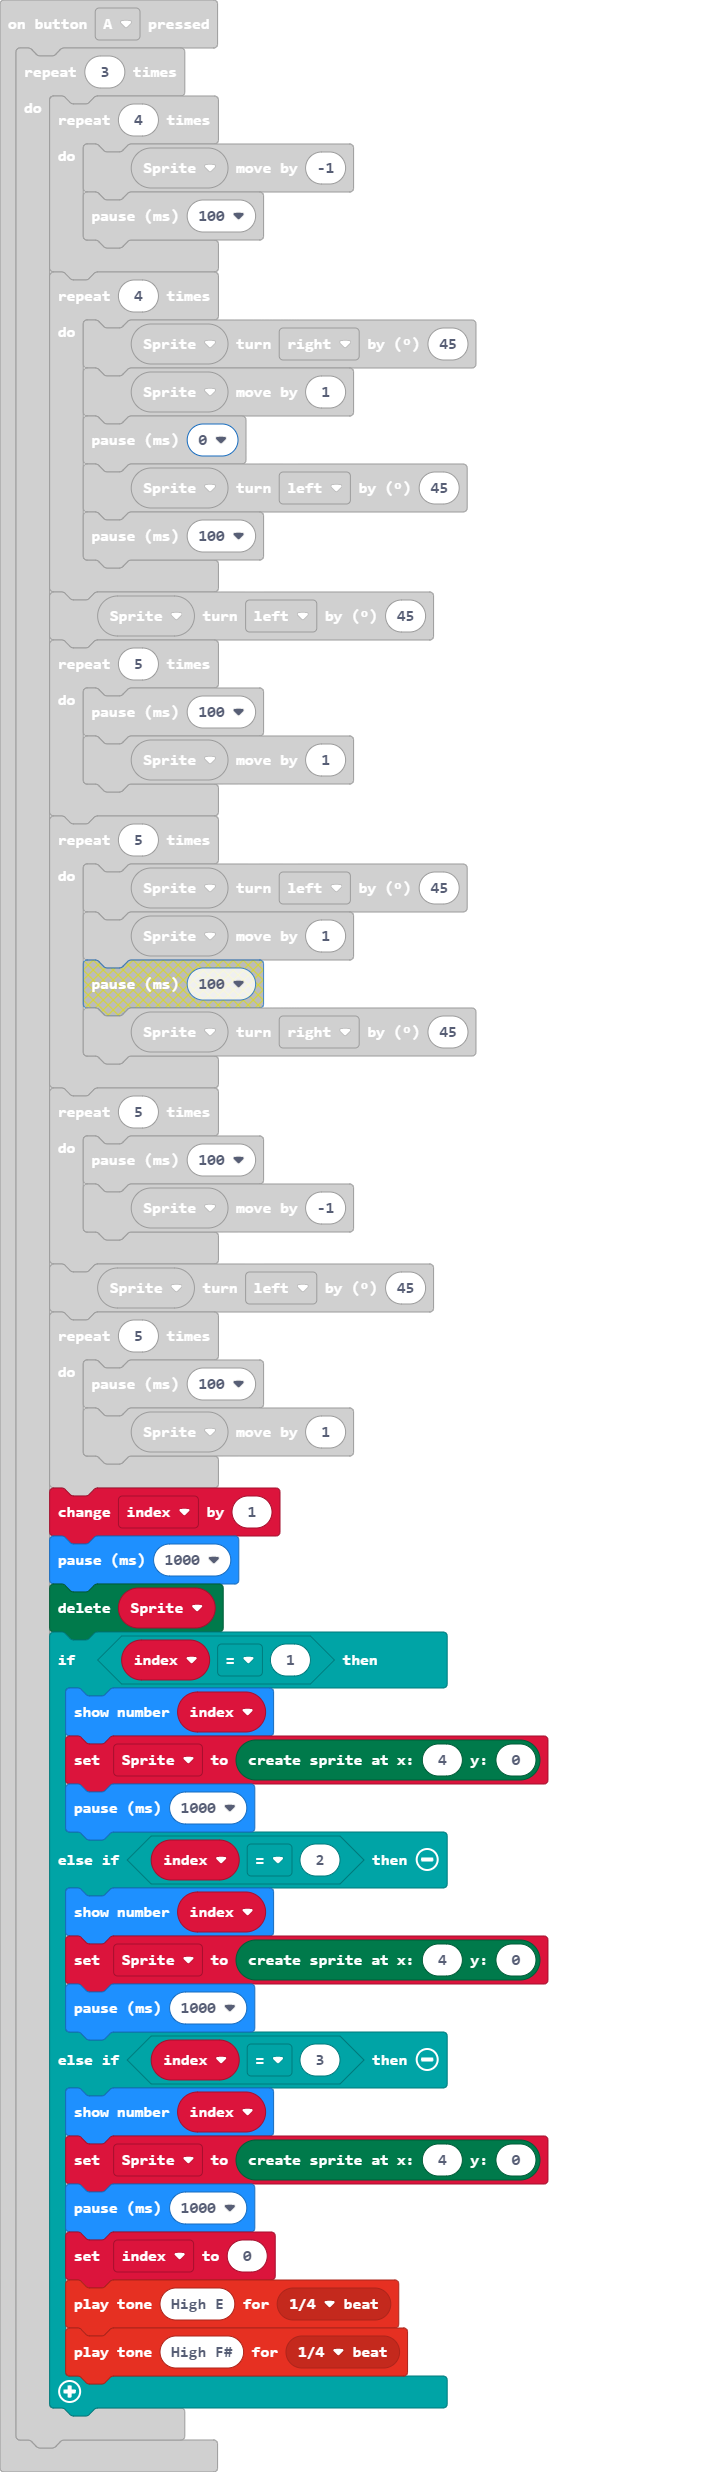 on button A pressed
repeat 3 times
do
repeat 4 times
do
Sprite move by -1
pause (ms) 100
repeat 4 times
do
Sprite turn right by (º) 45
Sprite move by 1
pause (ms) 0
Sprite turn left by (º) 45
pause (ms) 100
Sprite turn left by (º) 45
repeat 5 times
do
pause (ms) 100
Sprite move by 1
repeat 5 times
do
Sprite turn left by (º) 45
Sprite move by 1
pause (ms) 100
Sprite turn right by (º) 45
repeat 5 times
do
pause (ms) 100
Sprite move by -1
Sprite turn left by (º) 45
repeat 5 times
do
pause (ms) 100
Sprite move by 1
change index by 1
pause (ms) 1000
delete Sprite
if index = 1 then
show number index
set Sprite to create sprite at x: 4 y: 0
pause (ms) 1000
else if index = 2 then
show number index
set Sprite to create sprite at x: 4 y: 0
pause (ms) 1000
else if index = 3 then
show number index
set Sprite to create sprite at x: 4 y: 0
pause (ms) 1000
set index to 0
play tone High E for 1/4 beat
play tone High F# for 1/4 beat